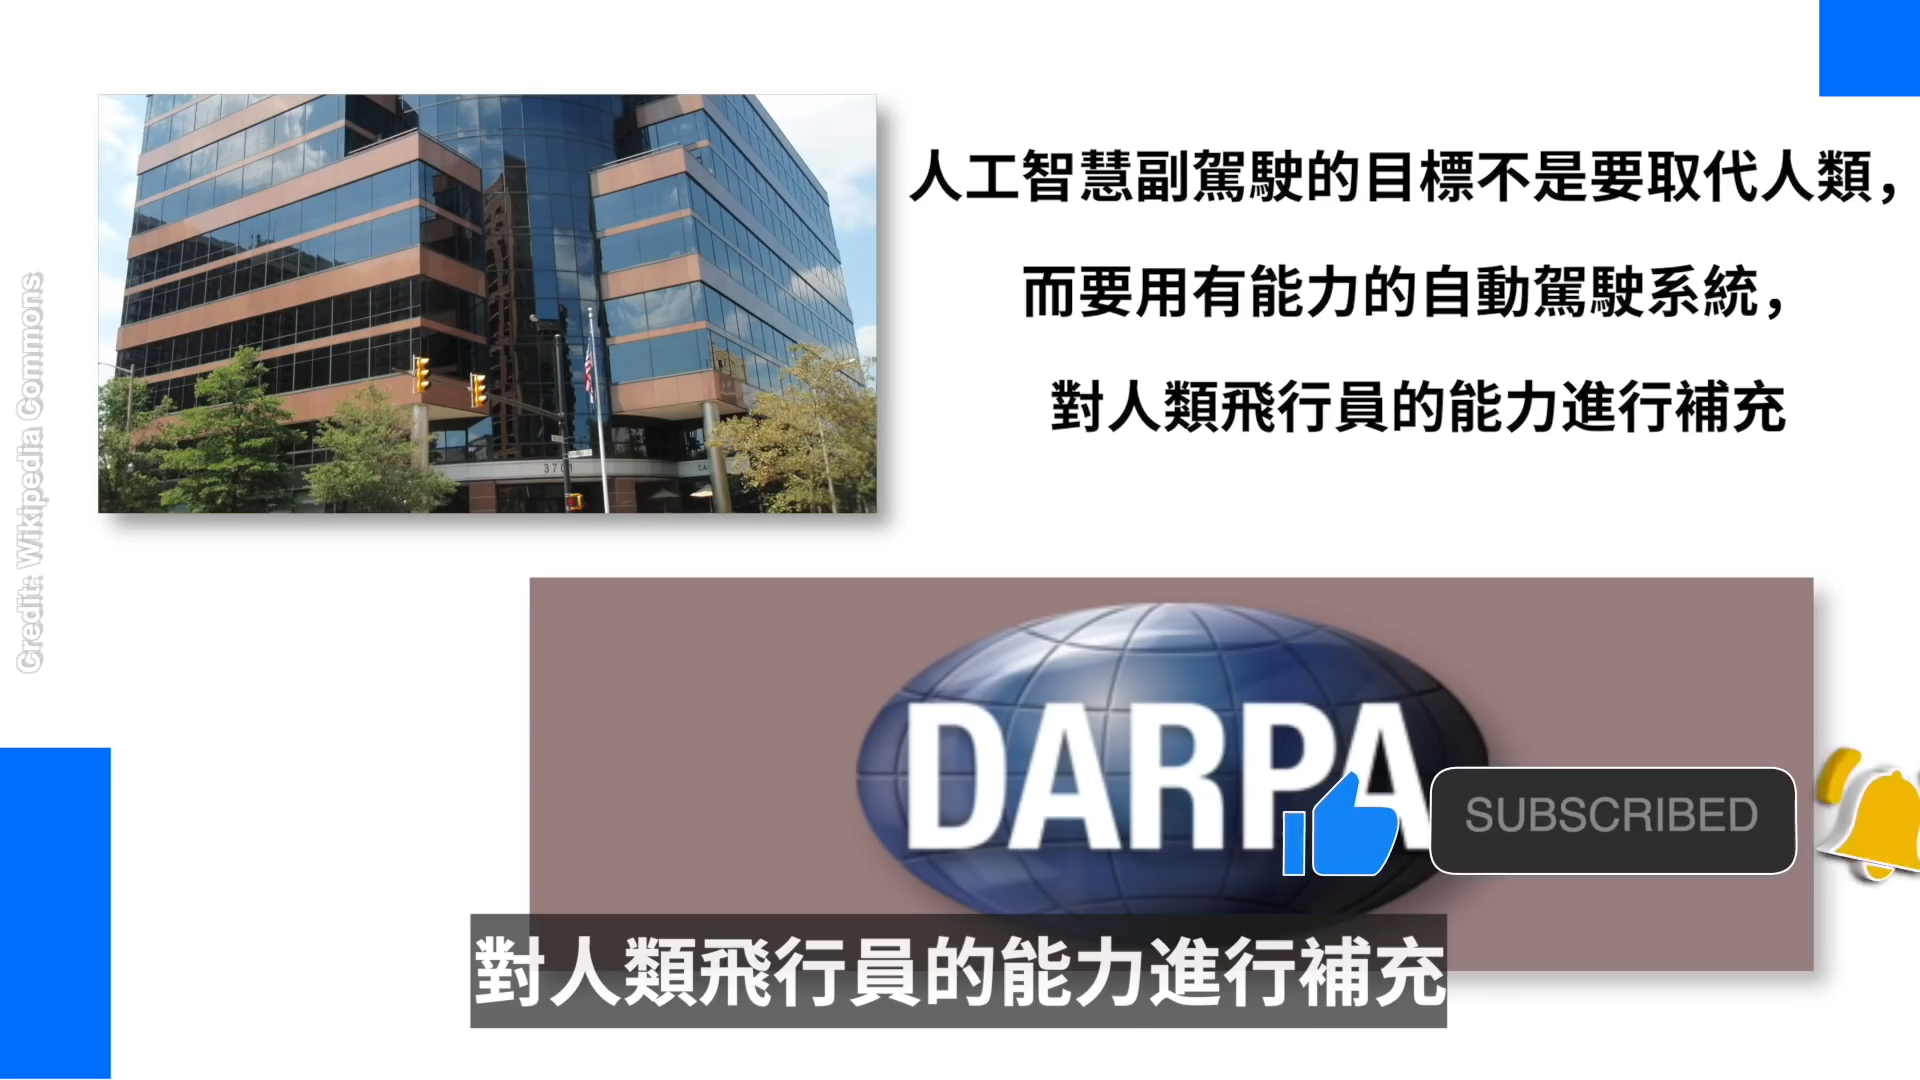 人工智慧副駕駛的目標不是要取代人類，
而要用有能力的自動駕駛系統，
對人類飛行員的能力進行補充
Credit: Wikipedia Commons
3701
DARPA
SUBSCRIBED
對人類飛行員的能力進行補充